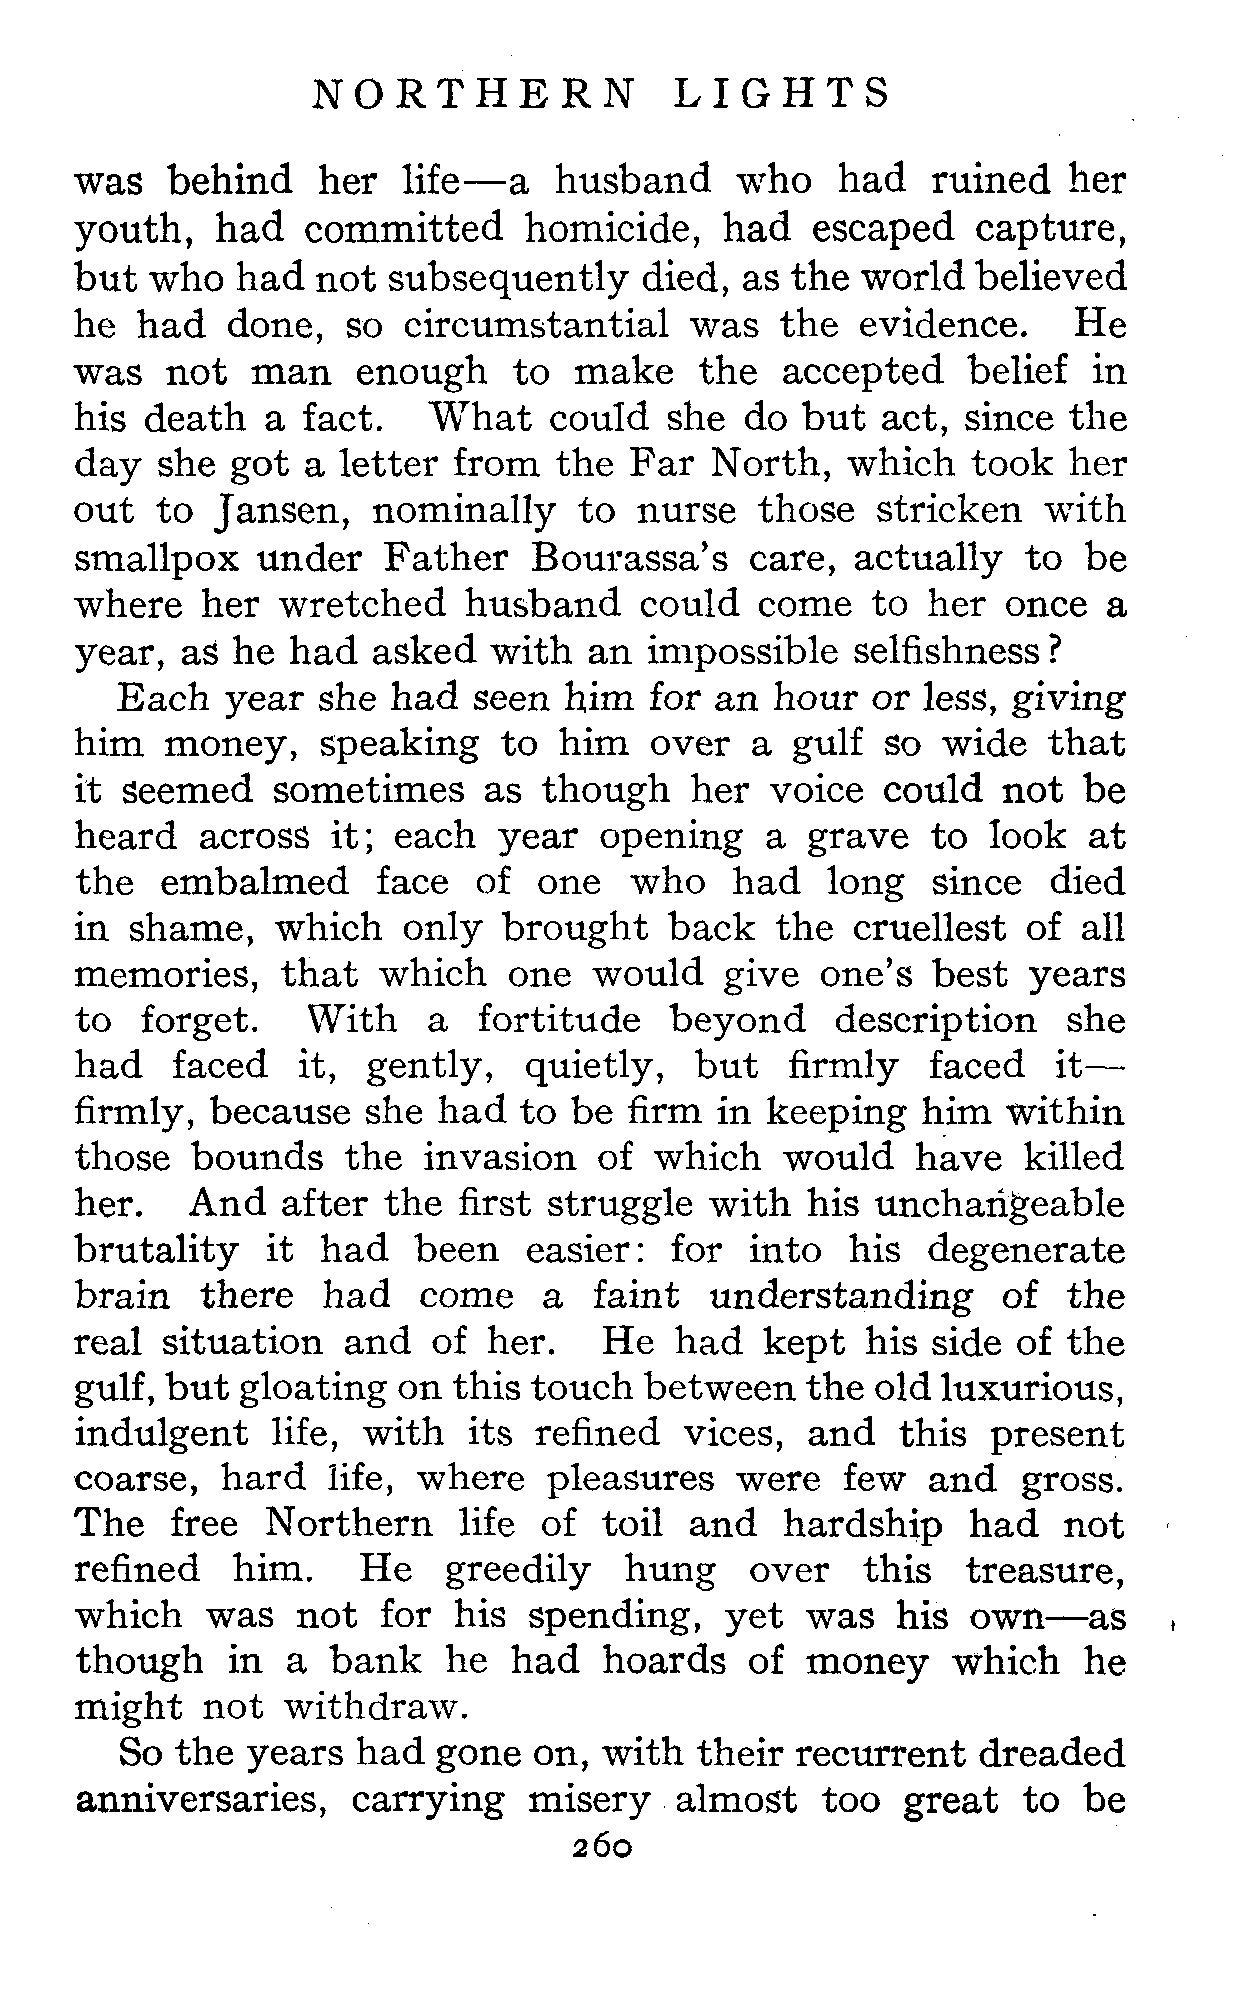 NORTHERN LIGHTS
was behind her life—a husband who had ruined her
youth, had committed homicide, had escaped capture,
but who had not subsequently died, as the world believed
he had done, so circumstantial was the evidence. He
was not man enough to make the accepted belief in
his death a fact. What could she do but act, since the
day she got a letter from the Far North, which took her
out to Jansen, nominally to nurse those stricken with
smallpox under Father Bourassa's care, actually to be
where her wretched husband could come to her once a
year, as he had asked with an impossible selfishness?
Each year she had seen him for an hour or less, giving
him money, speaking to him over a gulf so wide that
it seemed sometimes as though her voice could not be
heard across it; each year opening a grave to look at
the embalmed face of one who had long since died
in shame, which only brought back the cruellest of all
memories, that which one would give one's best years
to forget. With a fortitude beyond description she
had faced it, gently, quietly, but firmly faced it—
firmly, because she had to be firm in keeping him within
those bounds the invasion of which would have killed
her. And after the first struggle with his unchangeable
brutality it had been easier: for into his degenerate
brain there had come a faint understanding of the
real situation and of her. He had kept his side of the
gulf, but gloating on this touch between the old luxurious,
indulgent life, with its refined vices, and this present
coarse, hard life, where pleasures were few and gross.
The free Northern life of toil and hardship had not
refined him. He greedily hung over this treasure,
which was not for his spending, yet was his own—as
though in a bank he had hoards of money which he
might not withdraw.
So the years had gone on, with their recurrent dreaded
anniversaries, carrying misery almost too great to be
260